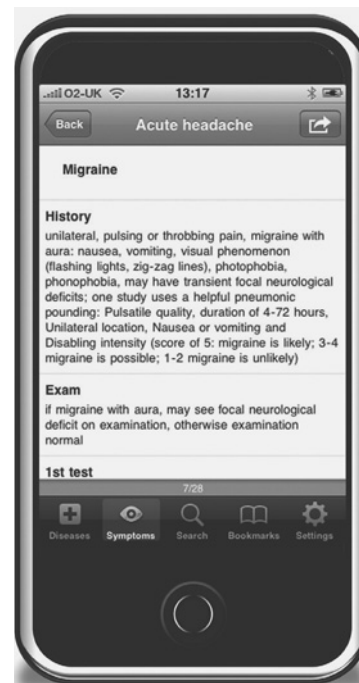 O2-UK 13:17
Back Acute headache
Migraine
History
unilateral, pulsing or throbbing pain, migraine with
aura: nausea, vomiting, visual phenomenon
(flashing lights, zig-zag lines), photophobia,
phonophobia, may have transient focal neurological
deficits; one study uses a helpful pneumonic
pounding: Pulsatile quality, duration of 4-72 hours,
Unilateral location, Nausea or vomiting and
Disabling intensity (score of 5: migraine is likely; 3-4
migraine is possible; 1-2 migraine is unlikely)
Exam
if migraine with aura, may see focal neurological
deficit on examination, otherwise examination
normal
1st test
7/28
Diseases Symptoms Search Bookmarks Settings